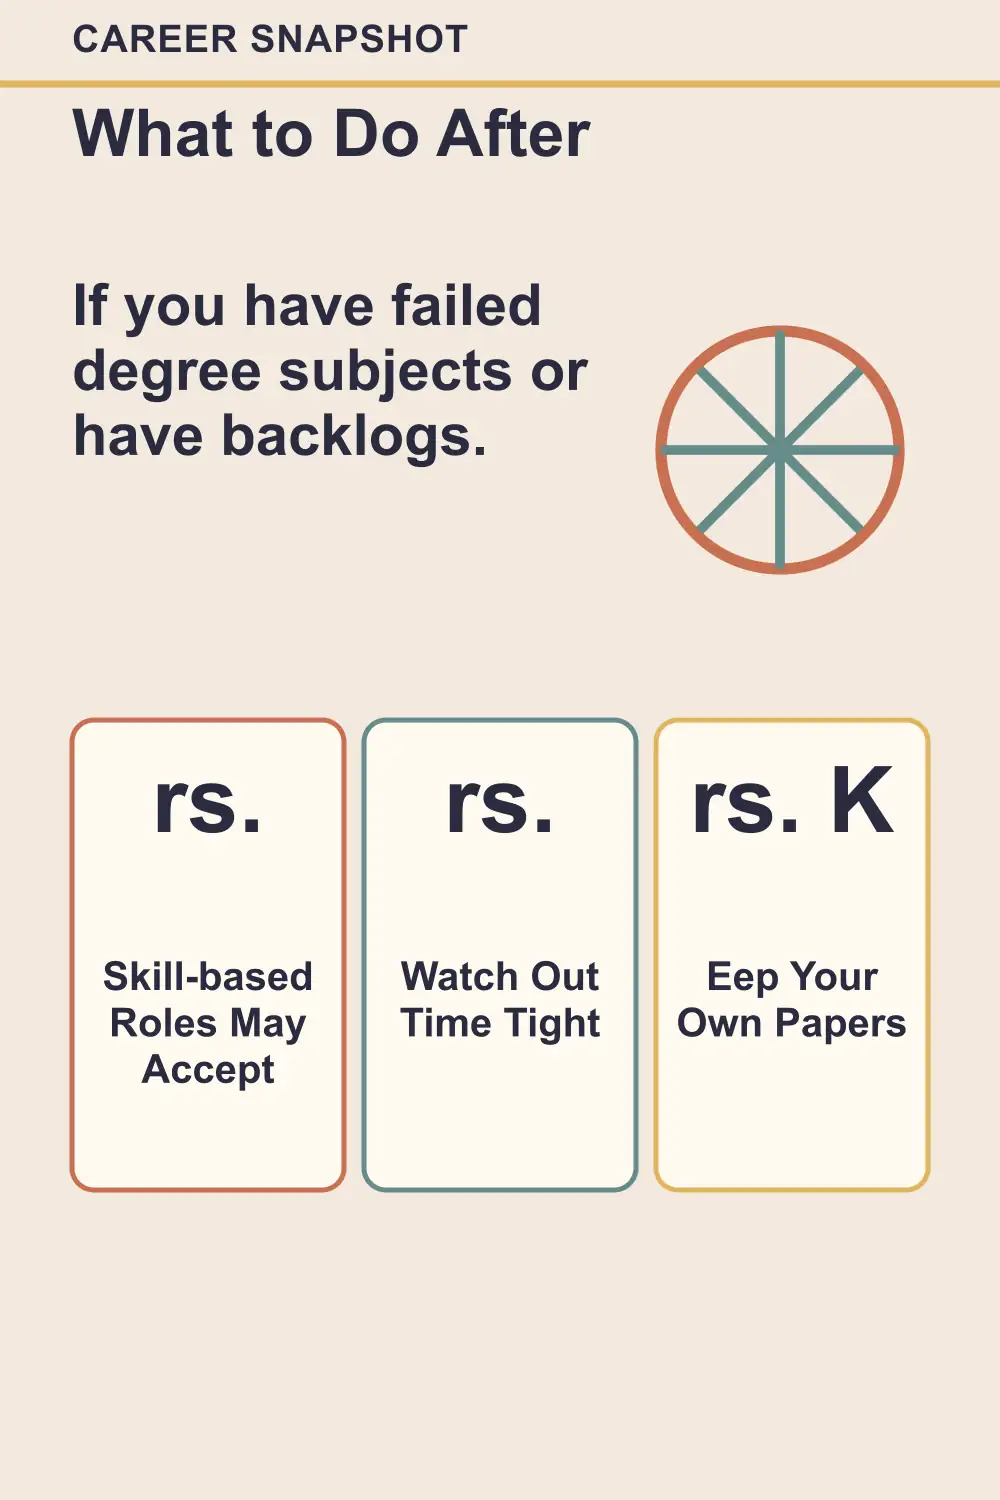 CAREER SNAPSHOT
What to Do After
If you have failed
degree subjects or
have backlogs.
rs.
Skill-based
Roles May
Accept
rs.
Watch Out
Time Tight
rs. K
Eep Your
Own Papers